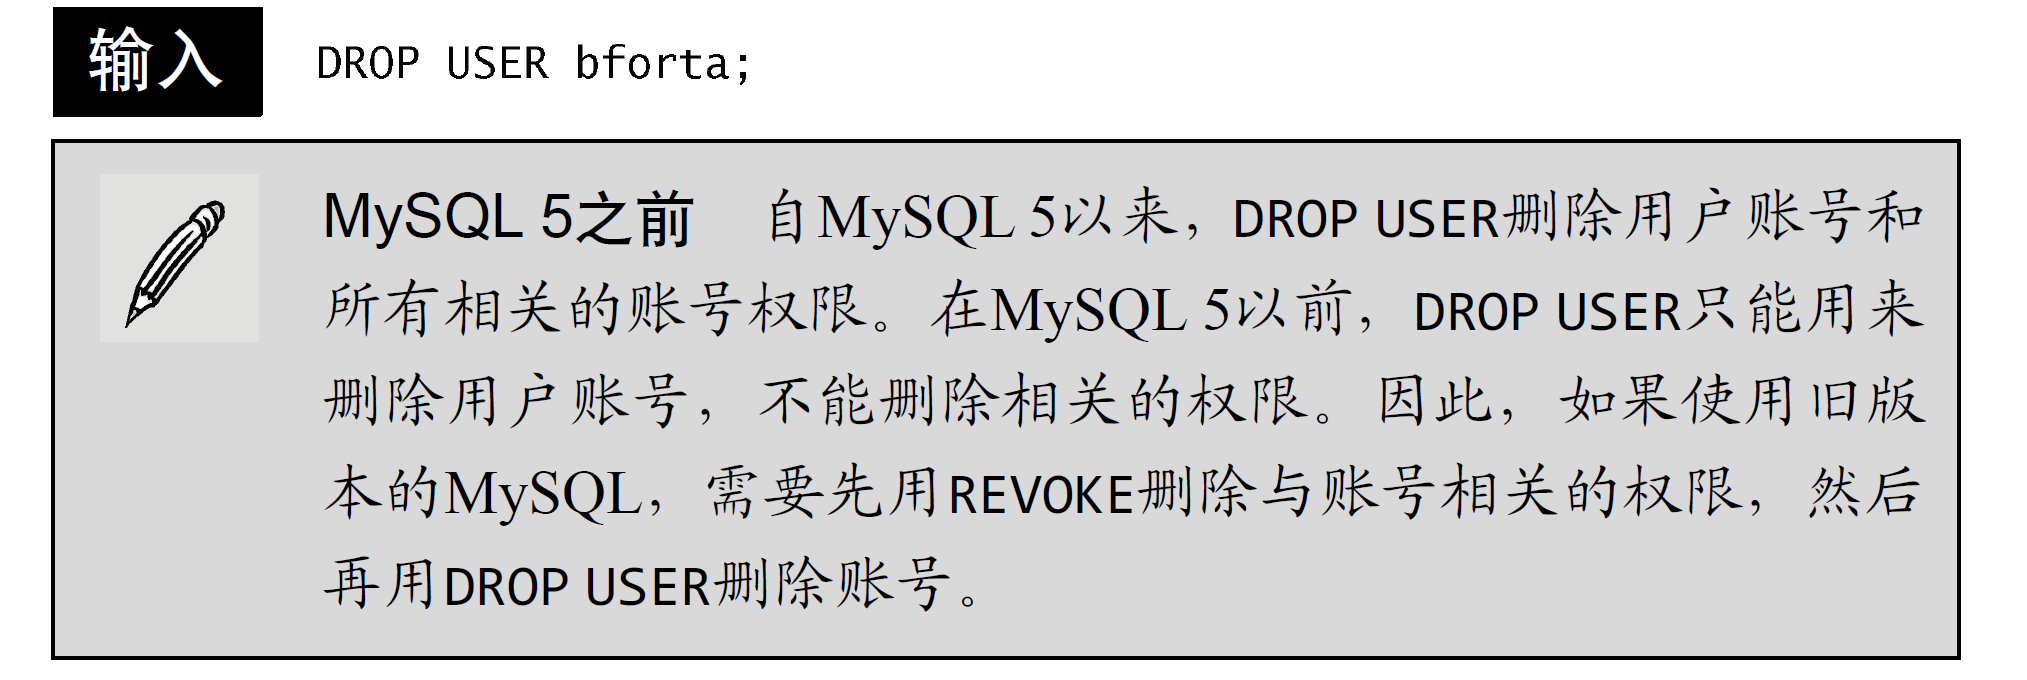 输入 DROP USER bforta;
MySQL 5之前 自MySQL 5以来，DROP USER删除用户账号和
所有相关的账号权限。在MySQL 5以前，DROP USER只能用来
删除用户账号，不能删除相关的权限。因此，如果使用旧版
本的MySQL，需要先用REVOKE删除与账号相关的权限，然后
再用DROP USER删除账号。